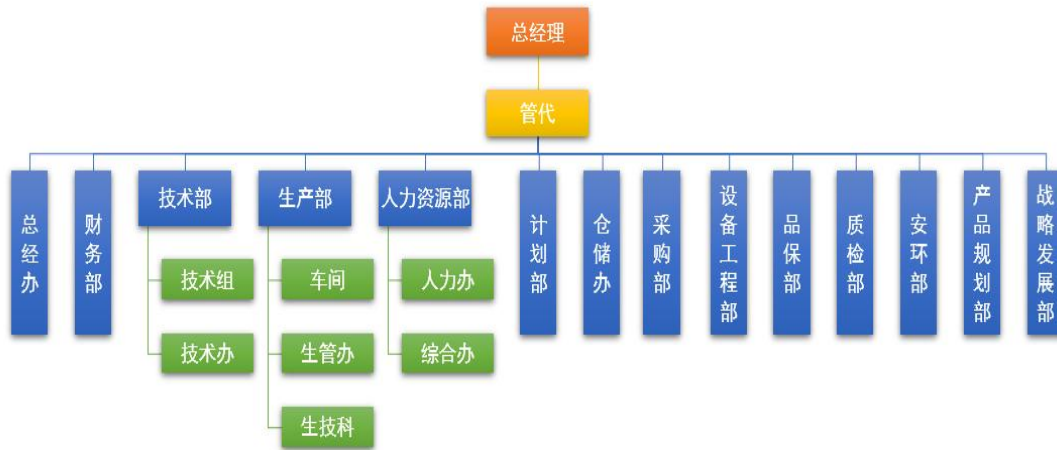 总经理
管代
总经办
财务部
技术部
生产部
人力资源部
计划部
仓储办
采购部
设备工程部
品保部
质检部
安环部
产品规划部
战略发展部
技术组
车间
人力办
技术办
生管办
综合办
生技科